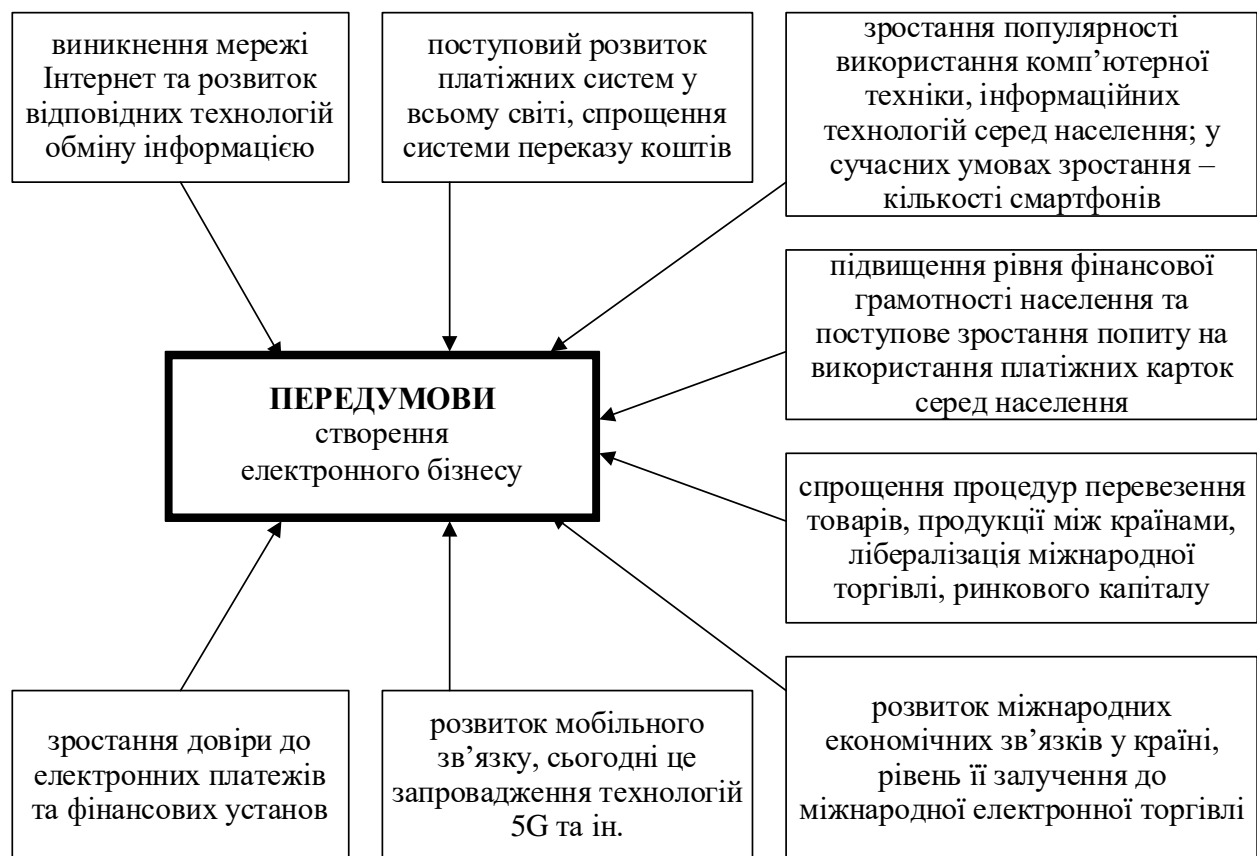 виникнення мережі
Інтернет та розвиток
відповідних технологій
обміну інформацією
поступовий розвиток
платіжних систем у
всьому світі, спрощення
системи переказу коштів
зростання популярності
використання комп’ютерної
техніки, інформаційних
технологій серед населення; у
сучасних умовах зростання –
кількості смартфонів
підвищення рівня фінансової
грамотності населення та
поступове зростання попиту на
використання платіжних карток
серед населення
ПЕРЕДУМОВИ
створення
електронного бізнесу
спрощення процедур перевезення
товарів, продукції між країнами,
лібералізація міжнародної
торгівлі, ринкового капіталу
зростання довіри до
електронних платежів
та фінансових установ
розвиток мобільного
зв’язку, сьогодні це
запровадження технологій
5G та ін.
розвиток міжнародних
економічних зв’язків у країні,
рівень її залучення до
міжнародної електронної торгівлі